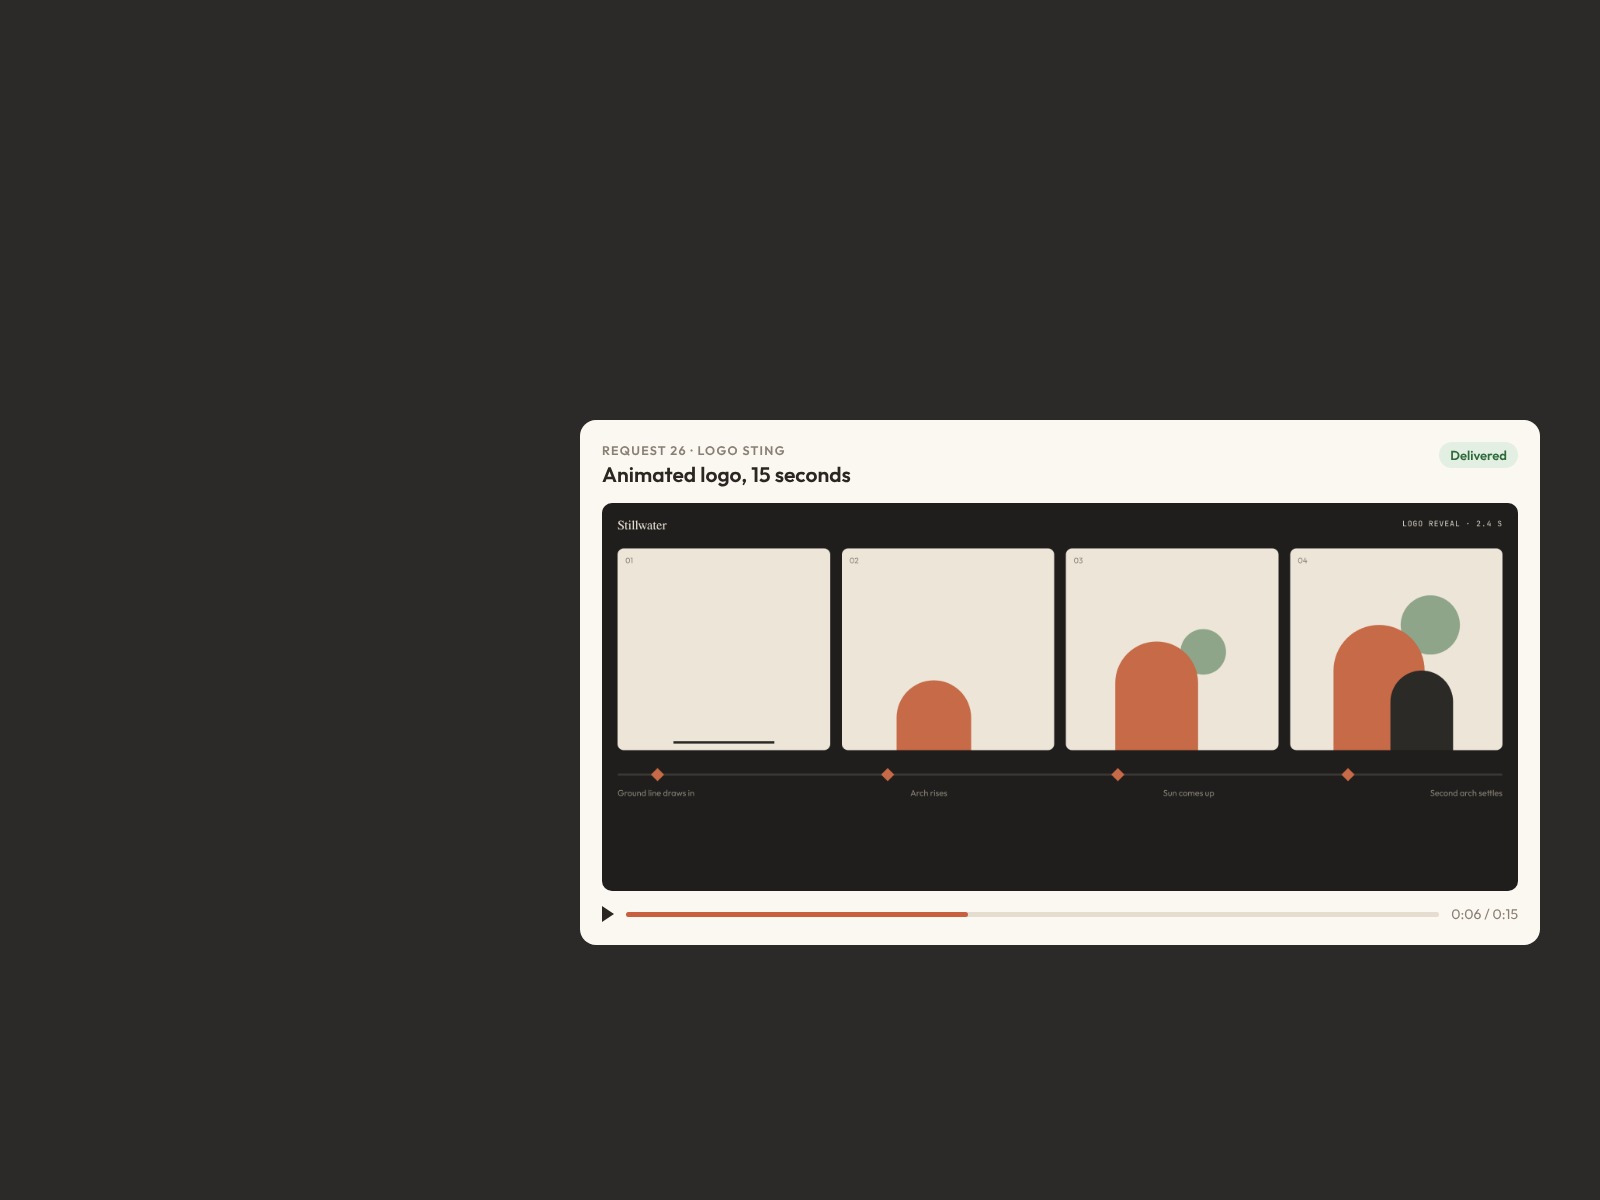 REQUEST 26 · LOGO STING
Animated logo, 15 seconds
Delivered
Stillwater
LOGO REVEAL · 2.4 S
01
02
03
04
Ground line draws in
Arch rises
Sun comes up
Second arch settles
0:06 / 0:15